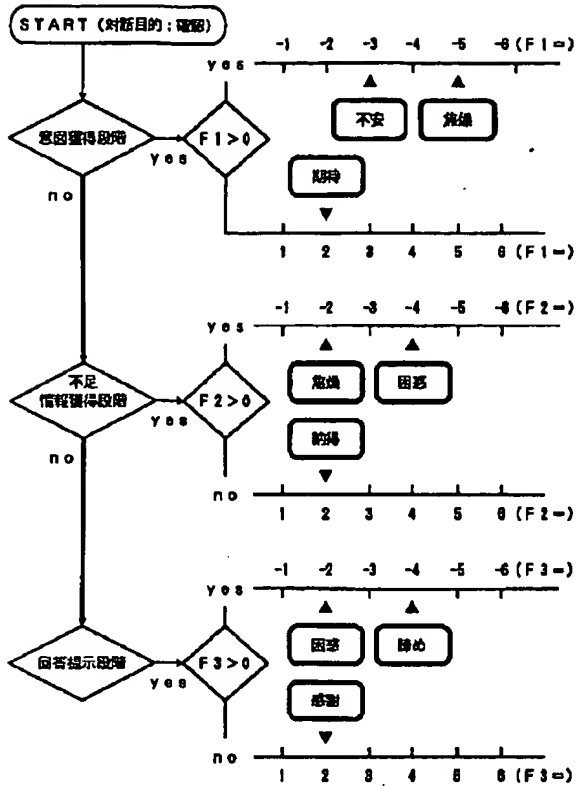 START (対話目的;確認)
-1 -2 -3 -4 -5 -6 (F1=)
yes
不安
意図獲得段階
yes
F1>0
期待
no
1 2 3 4 5 6 (F1=)
-1 -2 -3 -4 -5 -6 (F2=)
yes
困惑
不足
情報獲得段階
yes
F2>0
納得
no
no
1 2 3 4 5 6 (F2=)
-1 -2 -3 -4 -5 -6 (F3=)
yes
困惑 諦め
回答提示段階
yes
F3>0
感謝
no
1 2 3 4 5 6 (F3=)